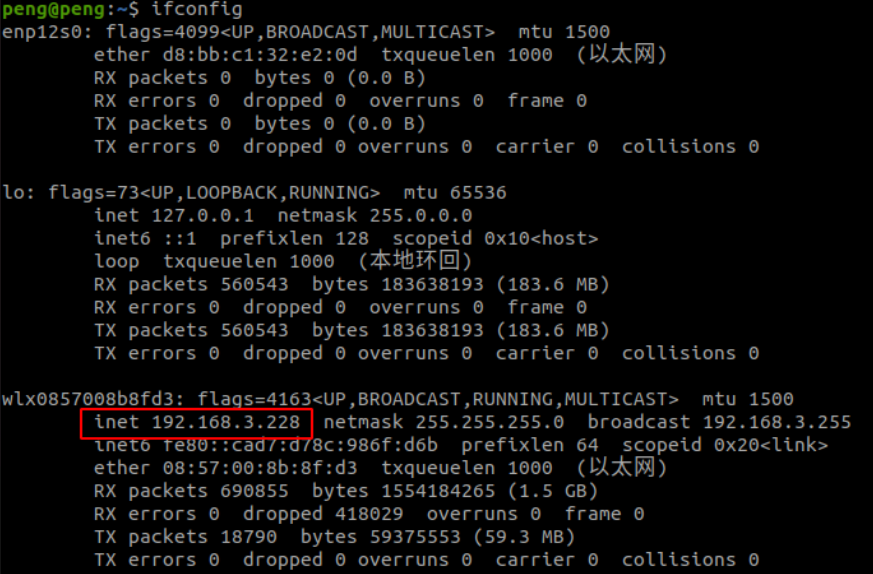 peng@peng:~$ ifconfig
enp12s0: flags=4099<UP,BROADCAST,MULTICAST>  mtu 1500
        ether d8:bb:c1:32:e2:0d  txqueuelen 1000  (以太网)
        RX packets 0  bytes 0 (0.0 B)
        RX errors 0  dropped 0  overruns 0  frame 0
        TX packets 0  bytes 0 (0.0 B)
        TX errors 0  dropped 0 overruns 0  carrier 0  collisions 0

lo: flags=73<UP,LOOPBACK,RUNNING>  mtu 65536
        inet 127.0.0.1  netmask 255.0.0.0
        inet6 ::1  prefixlen 128  scopeid 0x10<host>
        loop  txqueuelen 1000  (本地环回)
        RX packets 560543  bytes 183638193 (183.6 MB)
        RX errors 0  dropped 0  overruns 0  frame 0
        TX packets 560543  bytes 183638193 (183.6 MB)
        TX errors 0  dropped 0 overruns 0  carrier 0  collisions 0

wlx0857008b8fd3: flags=4163<UP,BROADCAST,RUNNING,MULTICAST>  mtu 1500
        inet 192.168.3.228  netmask 255.255.255.0  broadcast 192.168.3.255
        inet6 fe80::cad7:d78c:986f:d6b  prefixlen 64  scopeid 0x20<link>
        ether 08:57:00:8b:8f:d3  txqueuelen 1000  (以太网)
        RX packets 690855  bytes 1554184265 (1.5 GB)
        RX errors 0  dropped 418029  overruns 0  frame 0
        TX packets 18790  bytes 59375553 (59.3 MB)
        TX errors 0  dropped 0 overruns 0  carrier 0  collisions 0